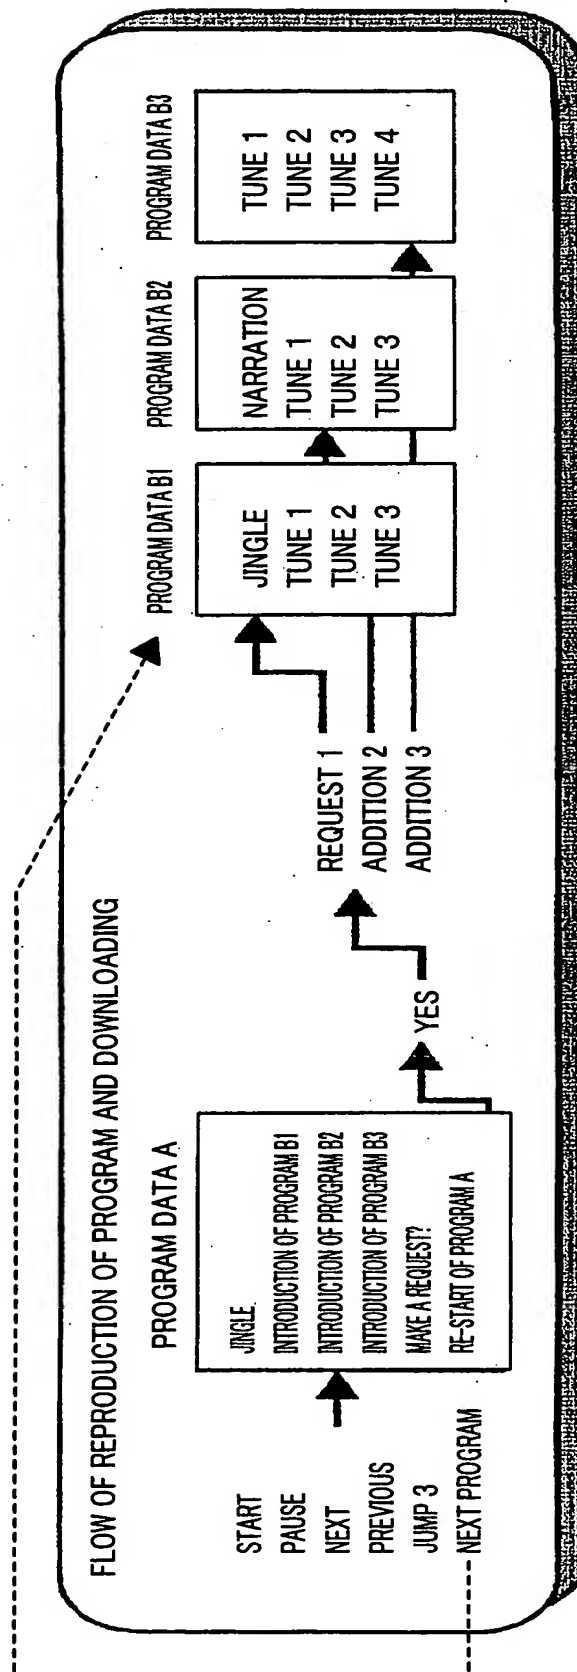 FLOW OF REPRODUCTION OF PROGRAM AND DOWNLOADING
START
PAUSE
NEXT
PREVIOUS
JUMP 3
NEXT PROGRAM
PROGRAM DATA A
JINGLE
INTRODUCTION OF PROGRAM B1
INTRODUCTION OF PROGRAM B2
INTRODUCTION OF PROGRAM B3
MAKE A REQUEST?
RE-START OF PROGRAM A
YES
REQUEST 1
ADDITION 2
ADDITION 3
PROGRAM DATA B1
JINGLE
TUNE 1
TUNE 2
TUNE 3
PROGRAM DATA B2
NARRATION
TUNE 1
TUNE 2
TUNE 3
PROGRAM DATA B3
TUNE 1
TUNE 2
TUNE 3
TUNE 4